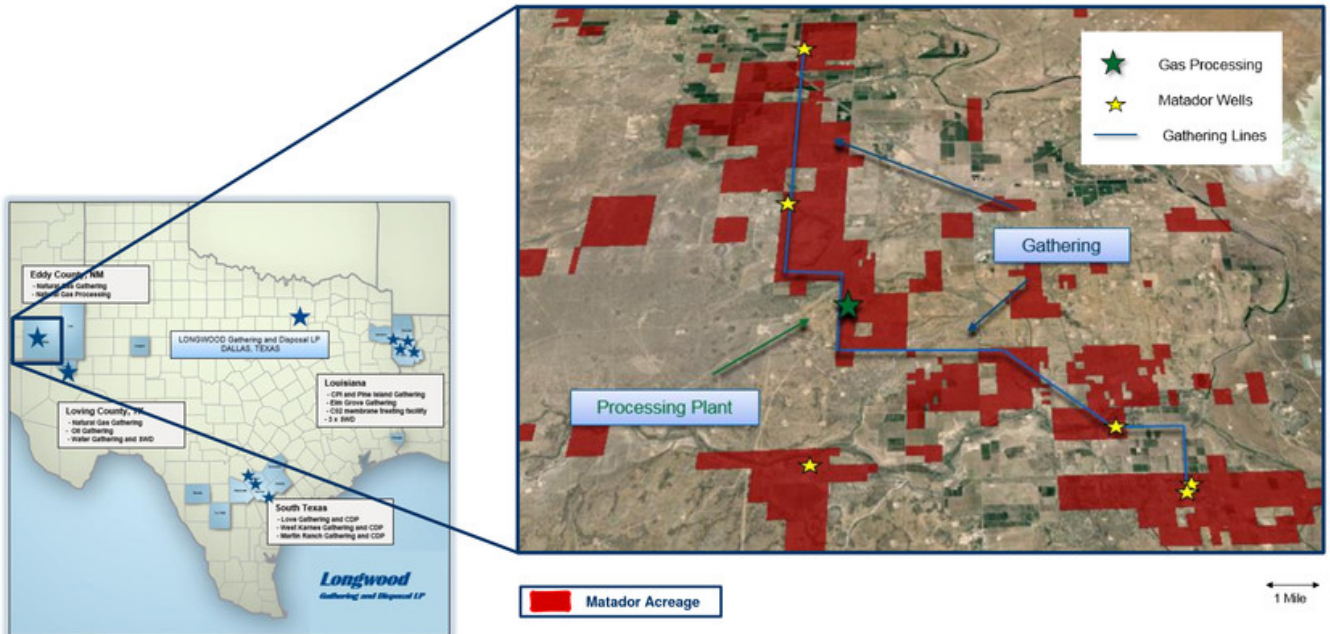 Eddy County, NM
- Natural Gas Gathering
- Natural Gas Processing
LONGWOOD Gathering and Disposal LP
DALLAS, TEXAS
Loving County, TX
- Natural Gas Gathering
- Oil Gathering
- Water Gathering and SWD
Louisiana
- CPI and Pine Island Gathering
- Elm Grove Gathering
- C02 membrane treating facility
- 3 x SWD
South Texas
- Love Gathering and CDP
- West Karnes Gathering and CDP
- Martin Ranch Gathering and CDP
Longwood
Gathering and Disposal LP
Gas Processing
Matador Wells
Gathering Lines
Gathering
Processing Plant
Matador Acreage
1 Mile